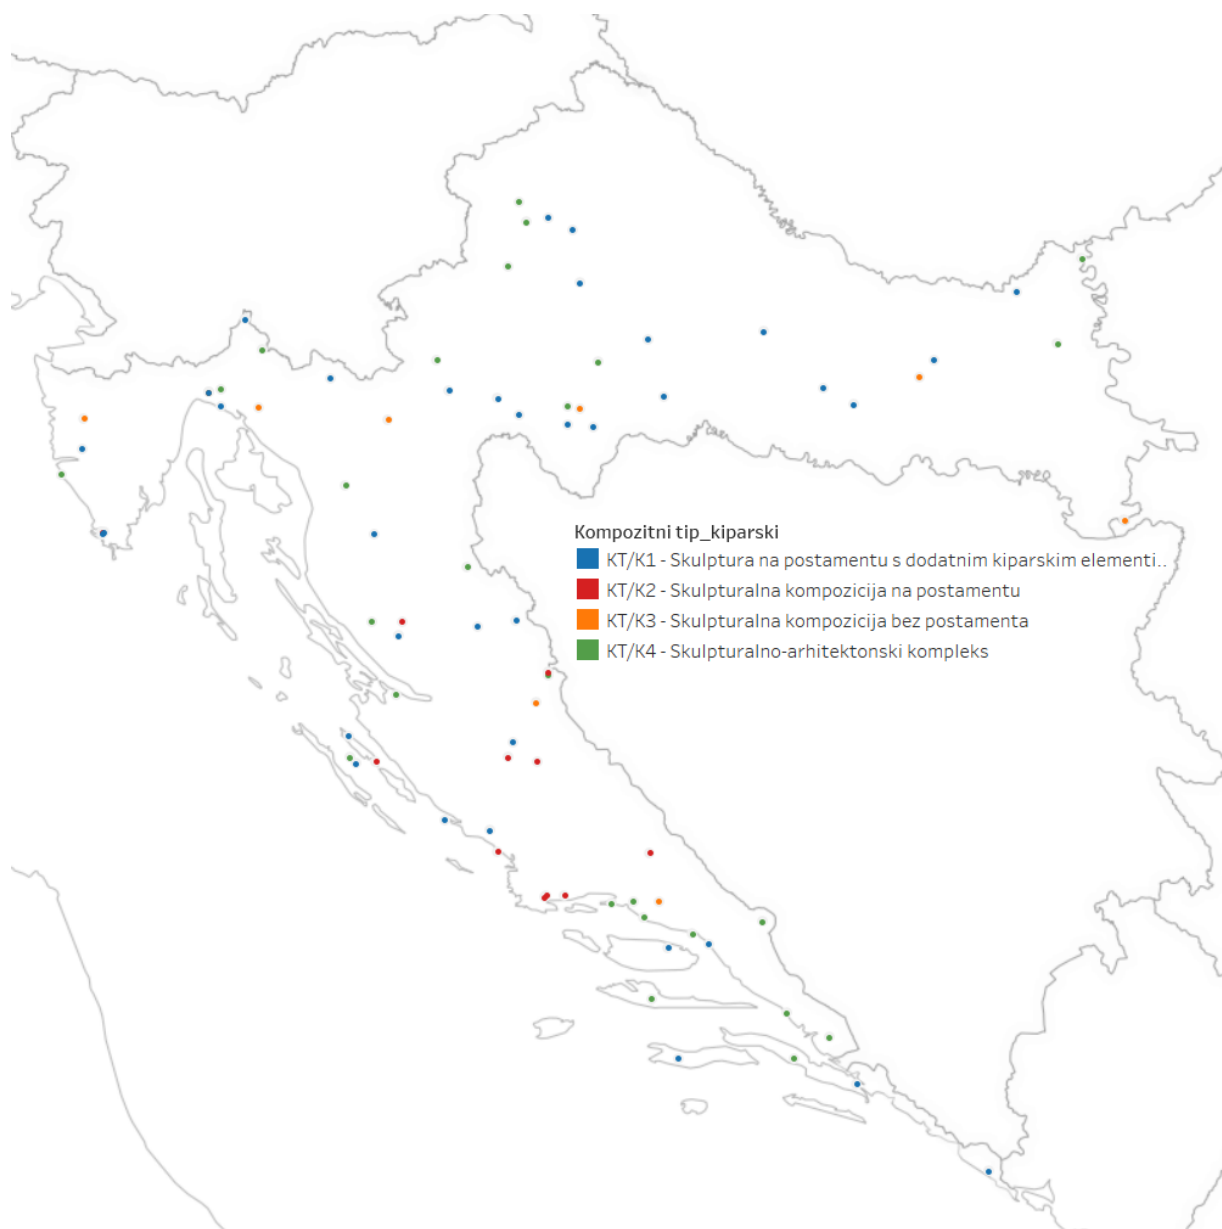 Kompozitni tip_kiparski
KT/K1 - Skulptura na postamentu s dodatnim kiparskim elementi..
KT/K2 - Skulpturalna kompozicija na postamentu
KT/K3 - Skulpturalna kompozicija bez postamenta
KT/K4 - Skulpturalno-arhitektonski kompleks